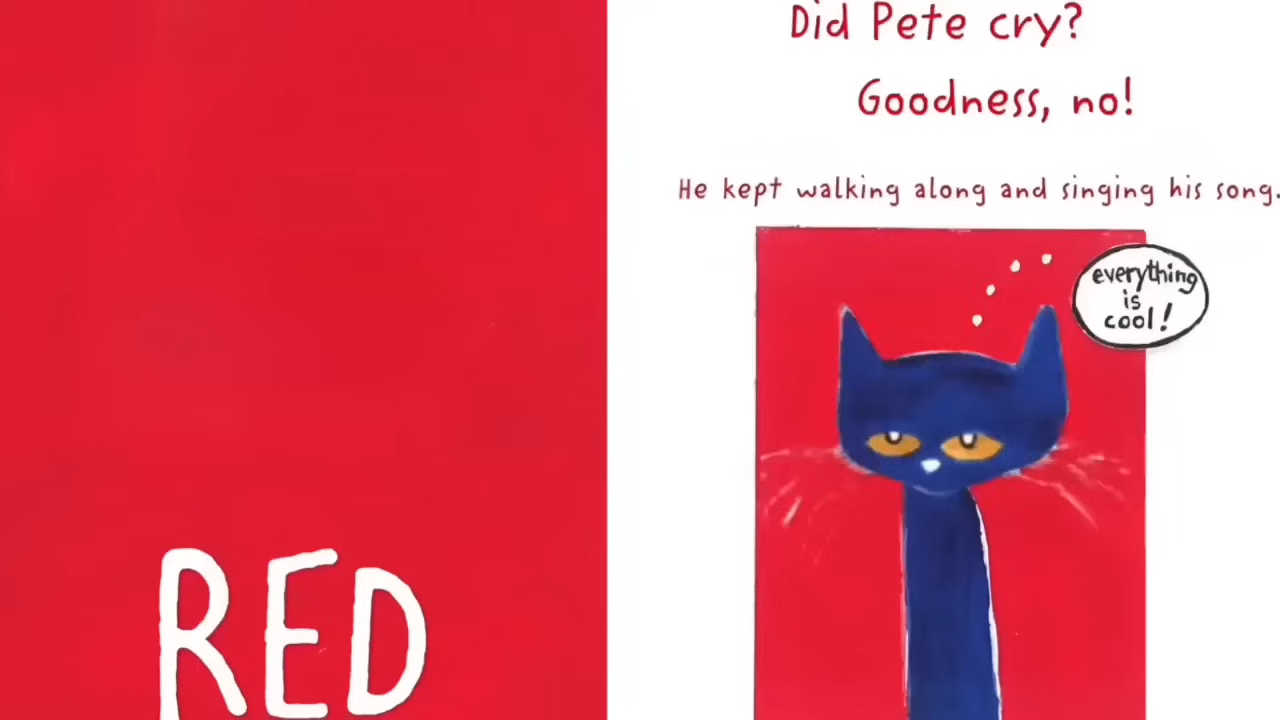 RED
Did Pete cry?
Goodness, no!
He kept walking along and singing his song.
everything
is
cool!